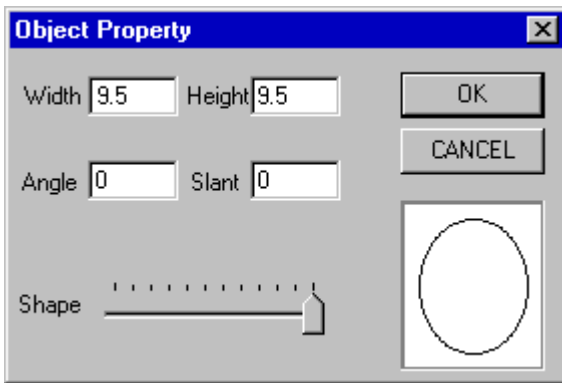 Object Property
Width 9.5 Height 9.5 OK
CANCEL
Angle 0 Slant 0
Shape